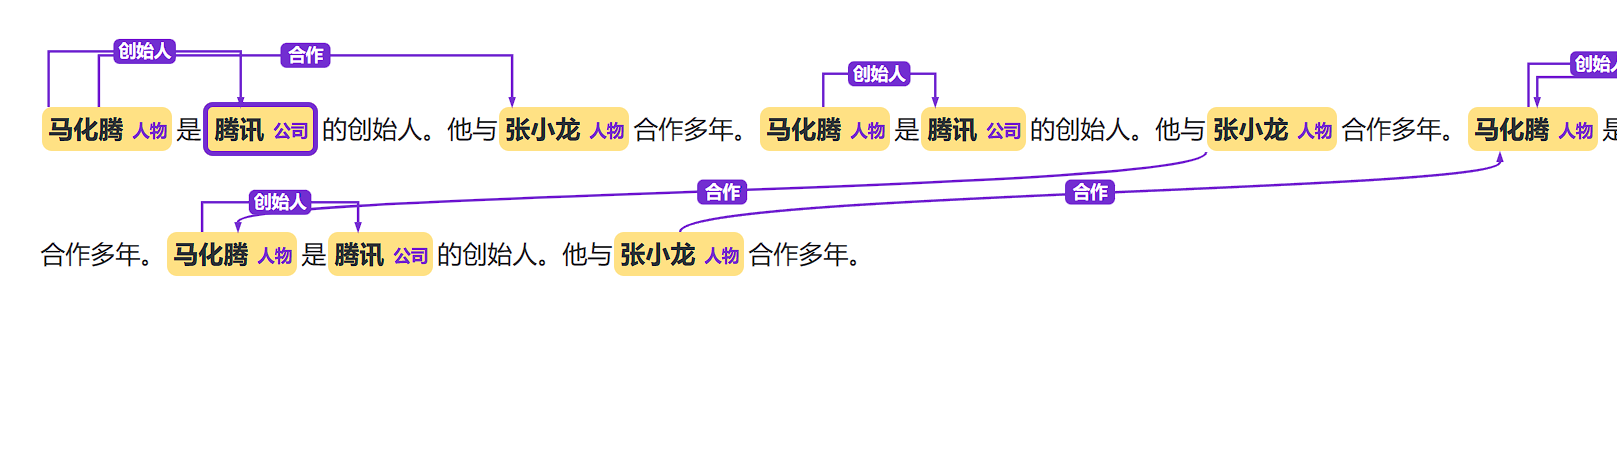 创始人 合作 创始人 创始人
马化腾 人物 是 腾讯 公司 的创始人。他与 张小龙 人物 合作多年。 马化腾 人物 是 腾讯 公司 的创始人。他与 张小龙 人物 合作多年。 马化腾 人物 是
创始人 合作 合作
合作多年。 马化腾 人物 是 腾讯 公司 的创始人。他与 张小龙 人物 合作多年。